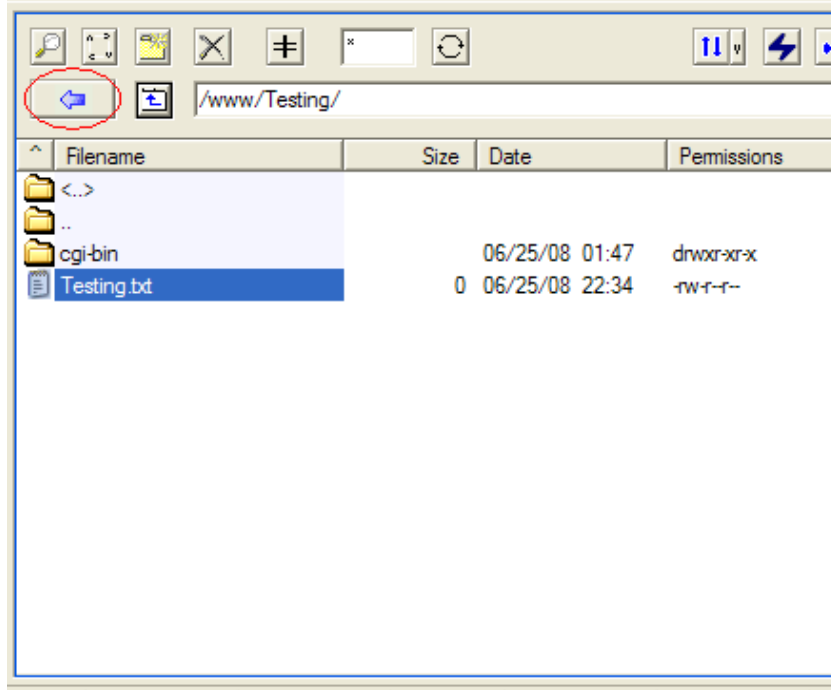 *
/www/Testing/
^ Filename Size Date Permissions
<..>
..
cgi-bin 06/25/08 01:47 drwxr-xr-x
Testing.txt 0 06/25/08 22:34 -rw-r--r--